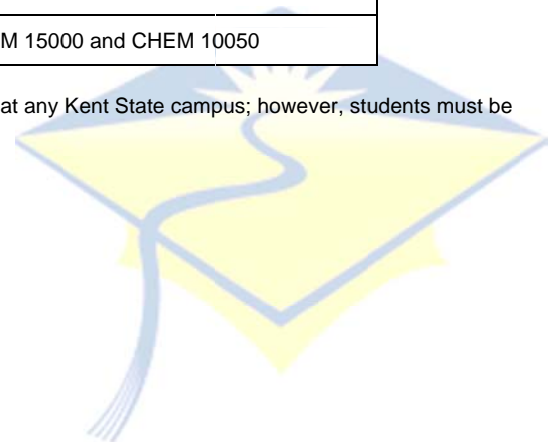 M 15000 and CHEM 10050
at any Kent State campus; however, students must be